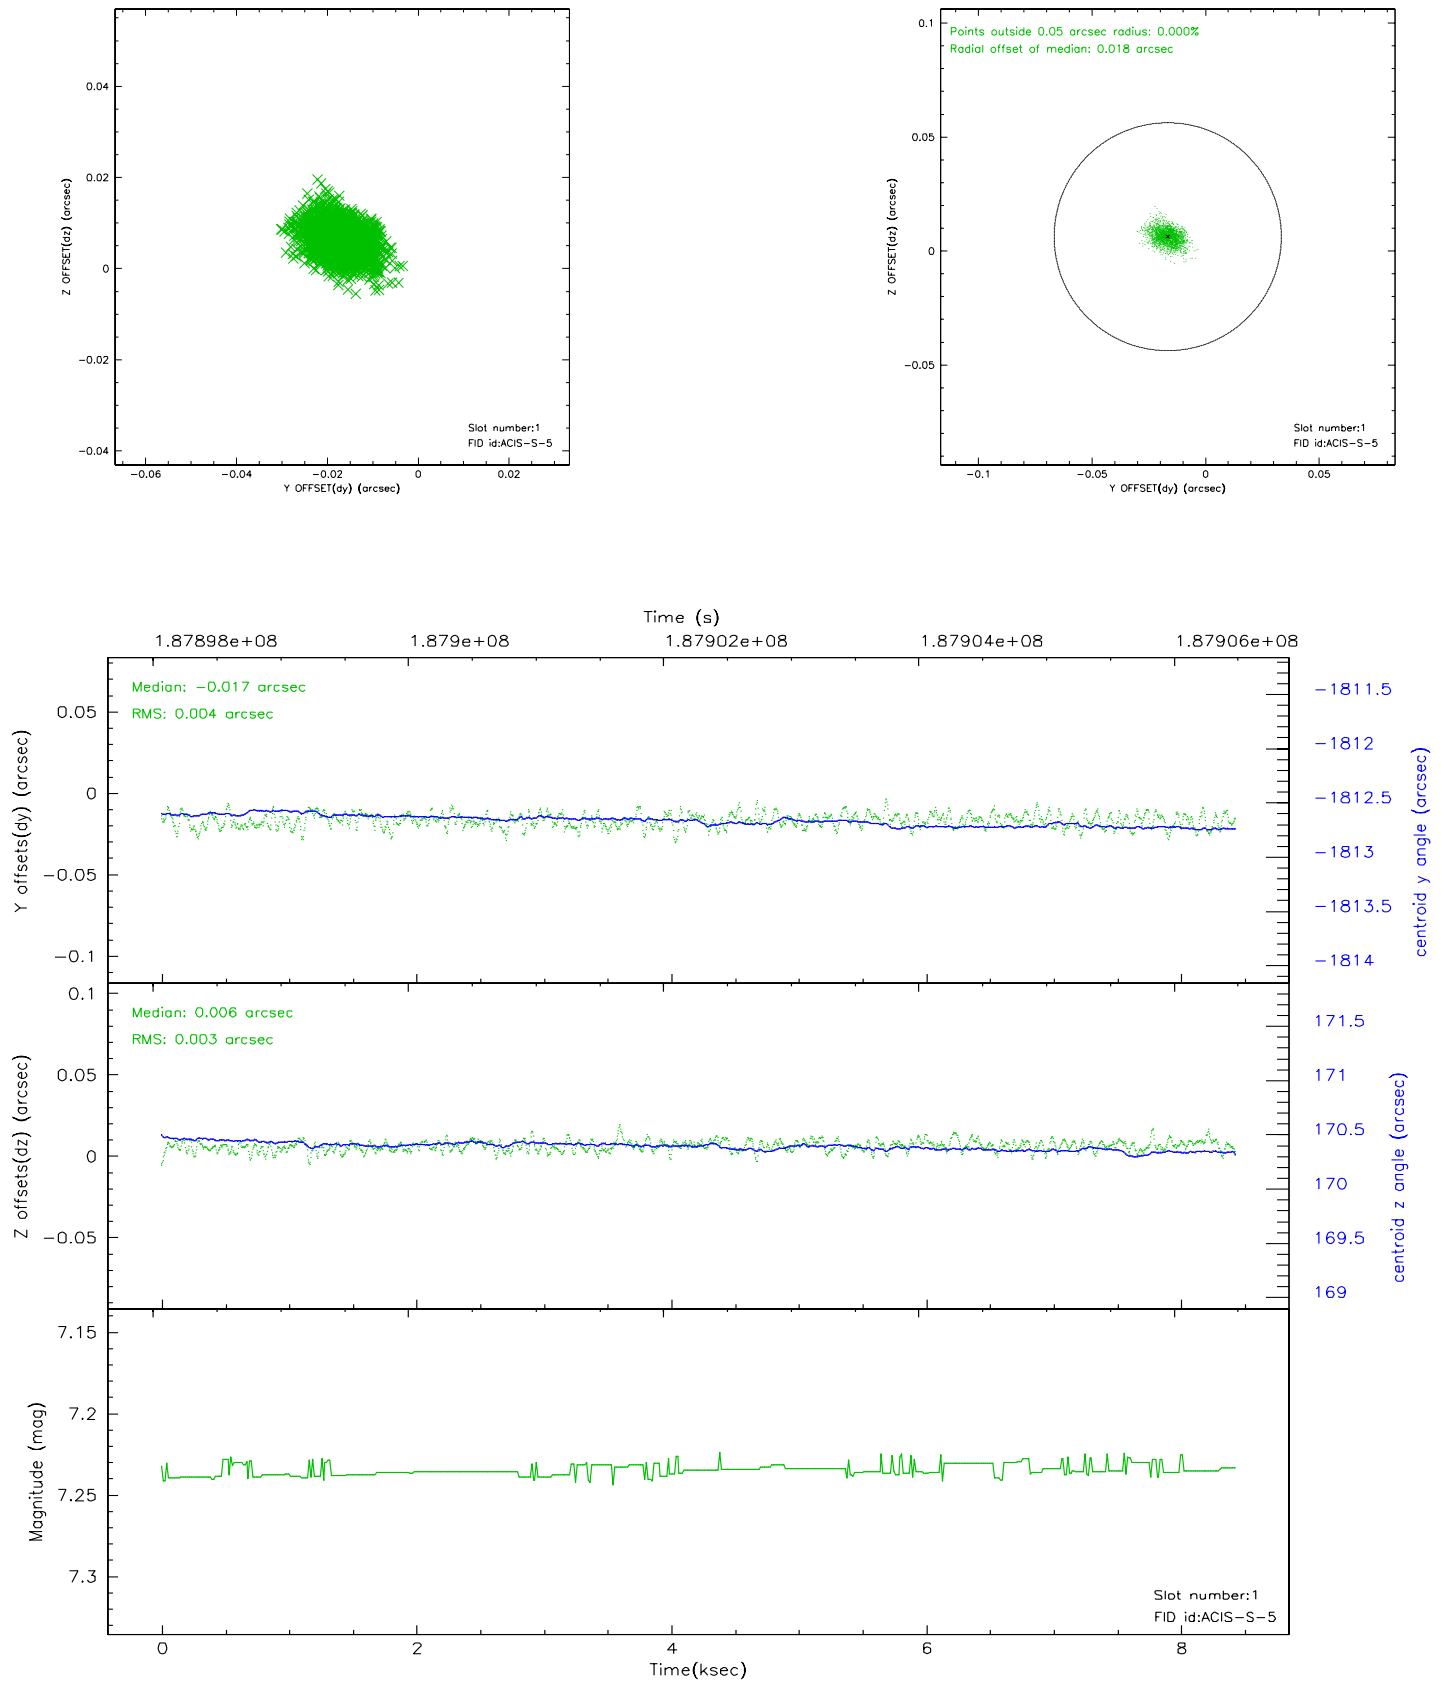 0.04
0.02
0
−0.02
−0.04
Z OFFSET(dz) (arcsec)
Slot number:1
FID id:ACIS−S−5
−0.06
−0.04
−0.02
0
0.02
Y OFFSET(dy) (arcsec)
Points outside 0.05 arcsec radius: 0.000%
Radial offset of median: 0.018 arcsec
0.1
0.05
0
−0.05
Z OFFSET(dz) (arcsec)
Slot number:1
FID id:ACIS−S−5
−0.1
−0.05
0
0.05
Y OFFSET(dy) (arcsec)
Time (s)
1.87898e+08
1.879e+08
1.87902e+08
1.87904e+08
1.87906e+08
Median: −0.017 arcsec
RMS: 0.004 arcsec
0.05
0
−0.05
−0.1
Y offsets(dy) (arcsec)
−1811.5
−1812
−1812.5
−1813
−1813.5
−1814
centroid y angle (arcsec)
Median: 0.006 arcsec
RMS: 0.003 arcsec
0.1
0.05
0
−0.05
Z offsets(dz) (arcsec)
171.5
171
170.5
170
169.5
169
centroid z angle (arcsec)
7.15
7.2
7.25
7.3
Magnitude (mag)
Slot number:1
FID id:ACIS−S−5
0
2
4
6
8
Time(ksec)